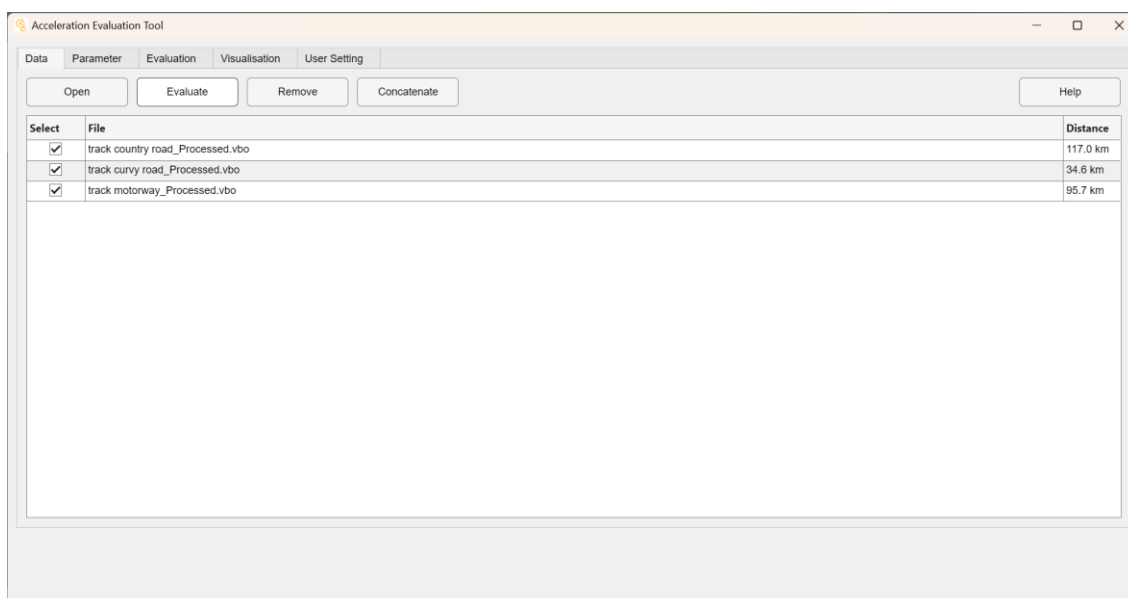 Acceleration Evaluation Tool
Data Parameter Evaluation Visualisation User Setting
Open Evaluate Remove Concatenate Help
Select File Distance
track country road_Processed.vbo 117.0 km
track curvy road_Processed.vbo 34.6 km
track motorway_Processed.vbo 95.7 km